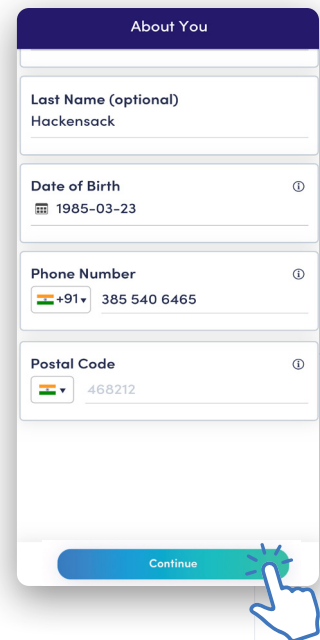 About You
Last Name (optional)
Hackensack
Date of Birth
1985-03-23
Phone Number
+91 385 540 6465
Postal Code
468212
Continue